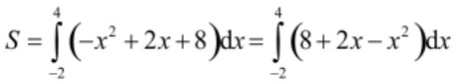 S = ∫_{-2}^{4} (-x² + 2x + 8)dx = ∫_{-2}^{4} (8 + 2x - x²)dx